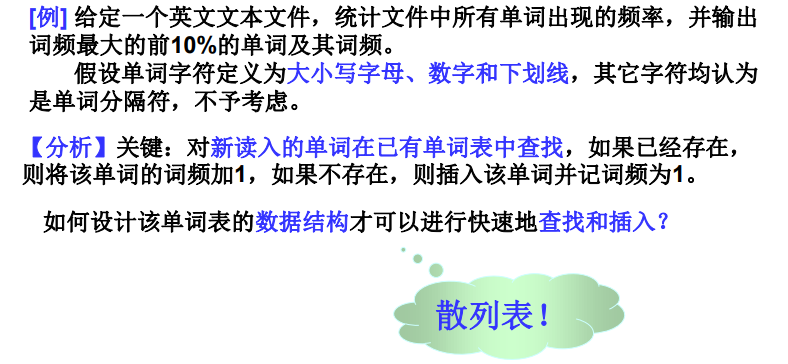 [例] 给定一个英文文本文件，统计文件中所有单词出现的频率，并输出
词频最大的前10%的单词及其词频。
假设单词字符定义为大小写字母、数字和下划线，其它字符均认为
是单词分隔符，不予考虑。
【分析】关键：对新读入的单词在已有单词表中查找，如果已经存在，
则将该单词的词频加1，如果不存在，则插入该单词并记词频为1。
如何设计该单词表的数据结构才可以进行快速地查找和插入？
散列表！